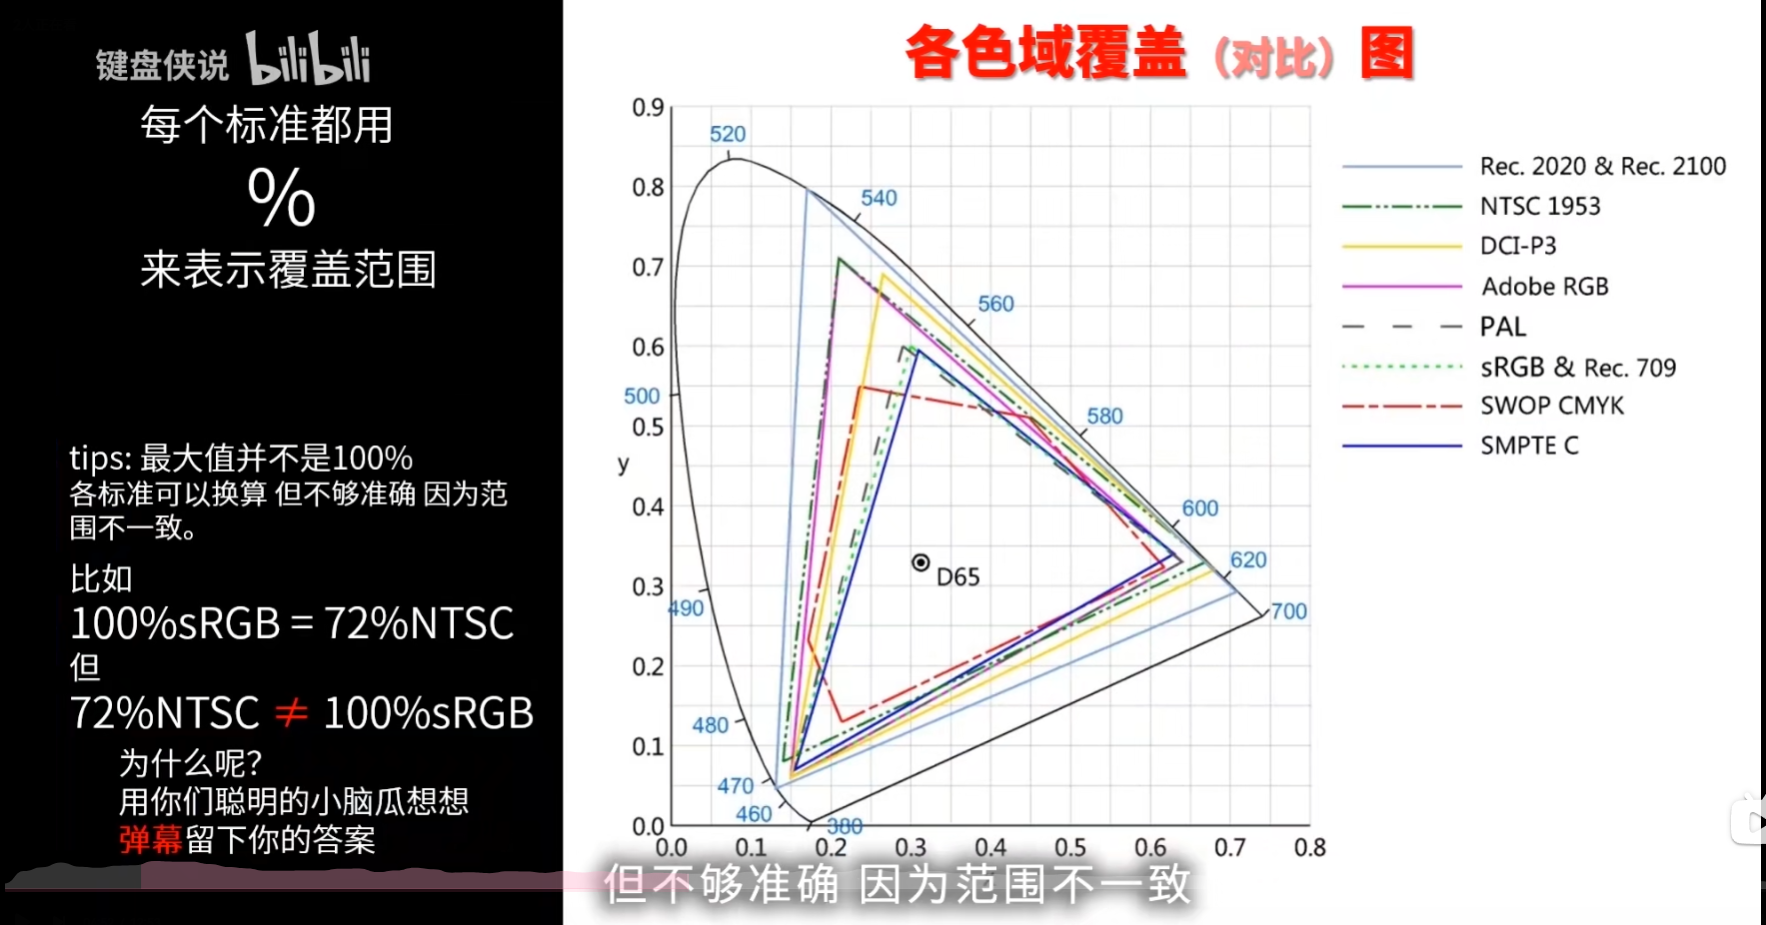 键盘侠说 bilibili
每个标准都用
%
来表示覆盖范围
tips: 最大值并不是100%
各标准可以换算 但不够准确 因为范
围不一致。
比如
100%sRGB = 72%NTSC
但
72%NTSC ≠ 100%sRGB
为什么呢?
用你们聪明的小脑瓜想想
弹幕留下你的答案
各色域覆盖（对比）图
0.9
0.8
0.7
0.6
0.5
y
0.4
0.3
0.2
0.1
0.0
0.0 0.1 0.2 0.3 0.4 0.5 0.6 0.7 0.8
520
540
560
500
580
600
620
490
700
480
470
460
380
D65
Rec. 2020 & Rec. 2100
NTSC 1953
DCI-P3
Adobe RGB
PAL
sRGB & Rec. 709
SWOP CMYK
SMPTE C
但不够准确 因为范围不一致